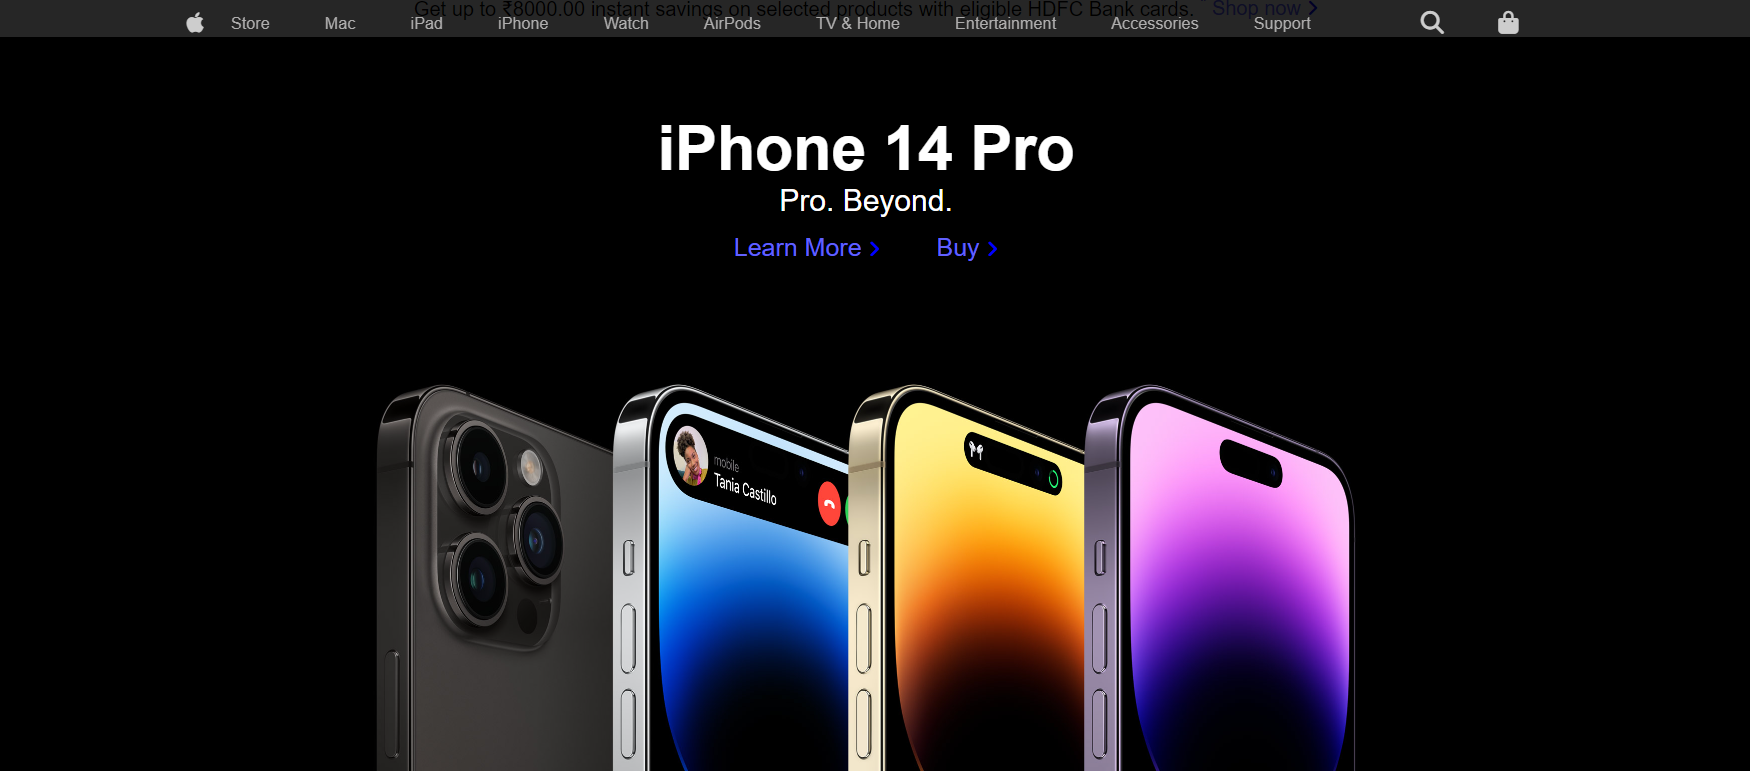 Get up to ₹8000.00 instant savings on selected products with eligible HDFC Bank cards. Shop now
Store Mac iPad iPhone Watch AirPods TV & Home Entertainment Accessories Support
iPhone 14 Pro
Pro. Beyond.
Learn More Buy
mobile
Tania Castillo